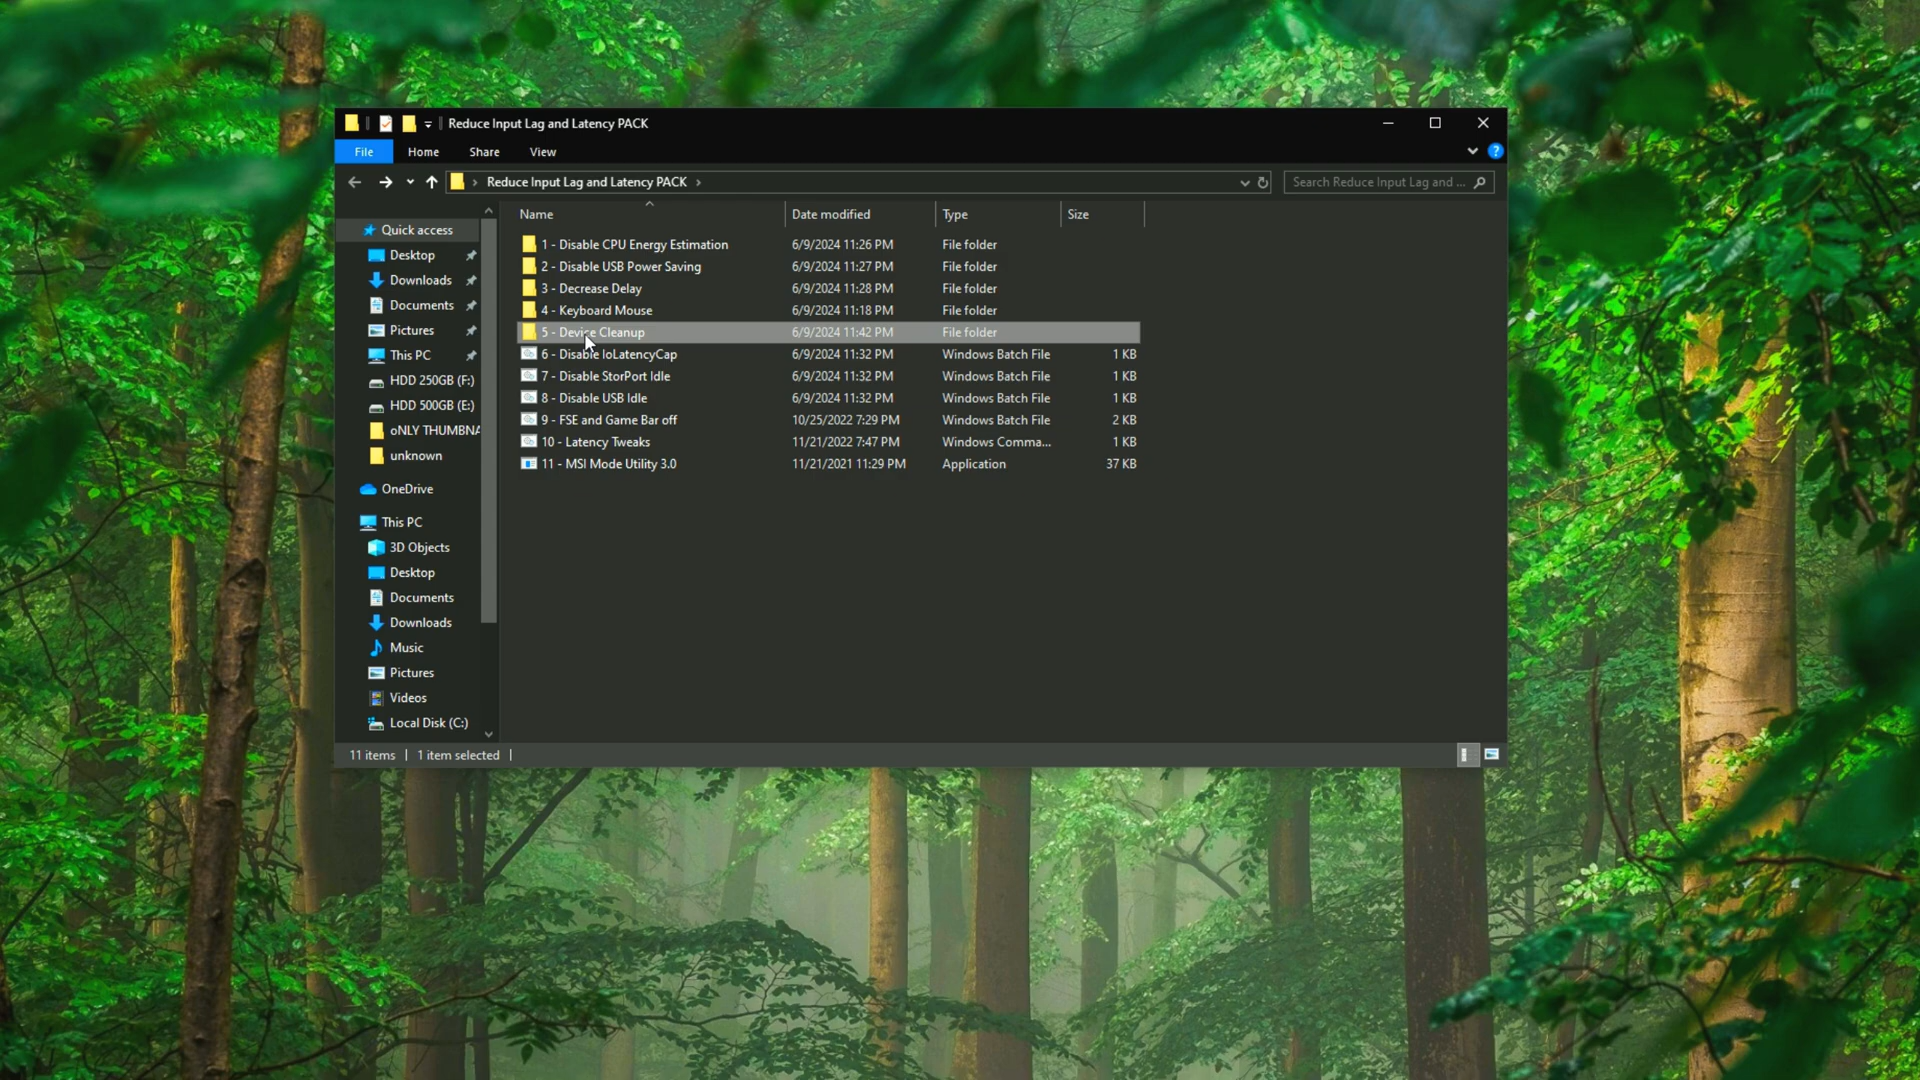 Reduce Input Lag and Latency PACK
File Home Share View
Reduce Input Lag and Latency PACK
Search Reduce Input Lag and ...
Name Date modified Type Size
Quick access
Desktop
Downloads
Documents
Pictures
This PC
HDD 250GB (F:)
HDD 500GB (E:)
oNLY THUMBNA
unknown
OneDrive
This PC
3D Objects
Desktop
Documents
Downloads
Music
Pictures
Videos
Local Disk (C:)
1 - Disable CPU Energy Estimation 6/9/2024 11:26 PM File folder
2 - Disable USB Power Saving 6/9/2024 11:27 PM File folder
3 - Decrease Delay 6/9/2024 11:28 PM File folder
4 - Keyboard Mouse 6/9/2024 11:18 PM File folder
5 - Device Cleanup 6/9/2024 11:42 PM File folder
6 - Disable IoLatencyCap 6/9/2024 11:32 PM Windows Batch File 1 KB
7 - Disable StorPort Idle 6/9/2024 11:32 PM Windows Batch File 1 KB
8 - Disable USB Idle 6/9/2024 11:32 PM Windows Batch File 1 KB
9 - FSE and Game Bar off 10/25/2022 7:29 PM Windows Batch File 2 KB
10 - Latency Tweaks 11/21/2022 7:47 PM Windows Comma... 1 KB
11 - MSI Mode Utility 3.0 11/21/2021 11:29 PM Application 37 KB
11 items 1 item selected